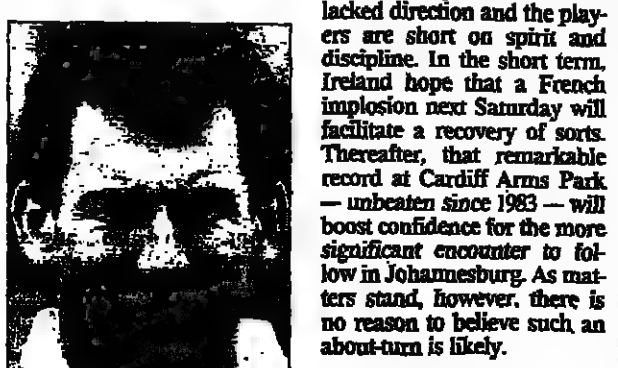 lacked direction and the play-
ers are short on spirit and
discipline. In the short term,
Ireland hope that a French
implosion next Saturday will
facilitate a recovery of sorts.
Thereafter, that remarkable
record at Cardiff Arms Park
— unbeaten since 1983 — will
boost confidence for the more
significant encounter to fol-
low in Johannesburg. As mat-
ters stand, however, there is
no reason to believe such an
about-turn is likely.